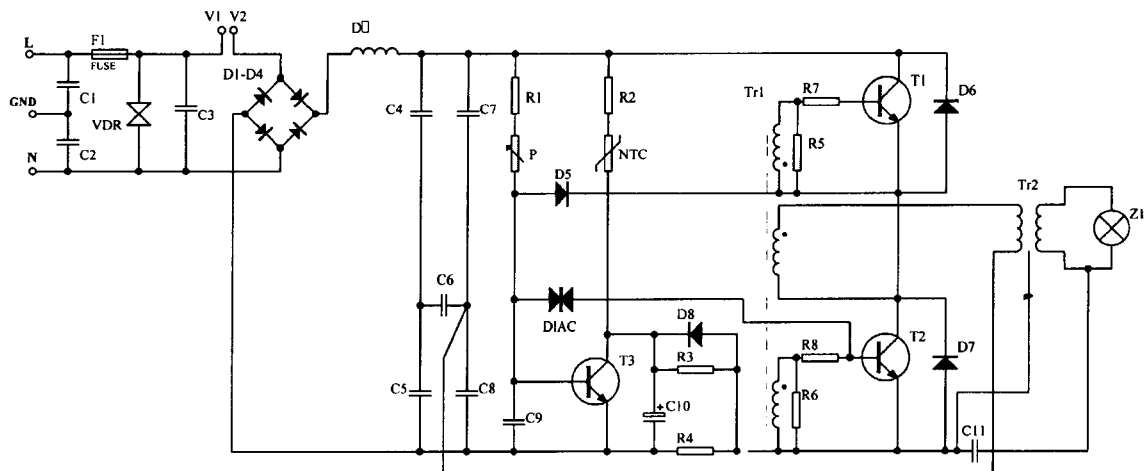 V1 V2
L
F1
FUSE
D1-D4
C1
GND
VDR
C3
C2
N
C4
C7
R1
R2
P
NTC
D5
Tr1
R7
R5
T1
D6
Tr2
Z1
C6
DIAC
D8
T3
R3
R8
T2
D7
C5
C8
C9
+
C10
R6
R4
C11